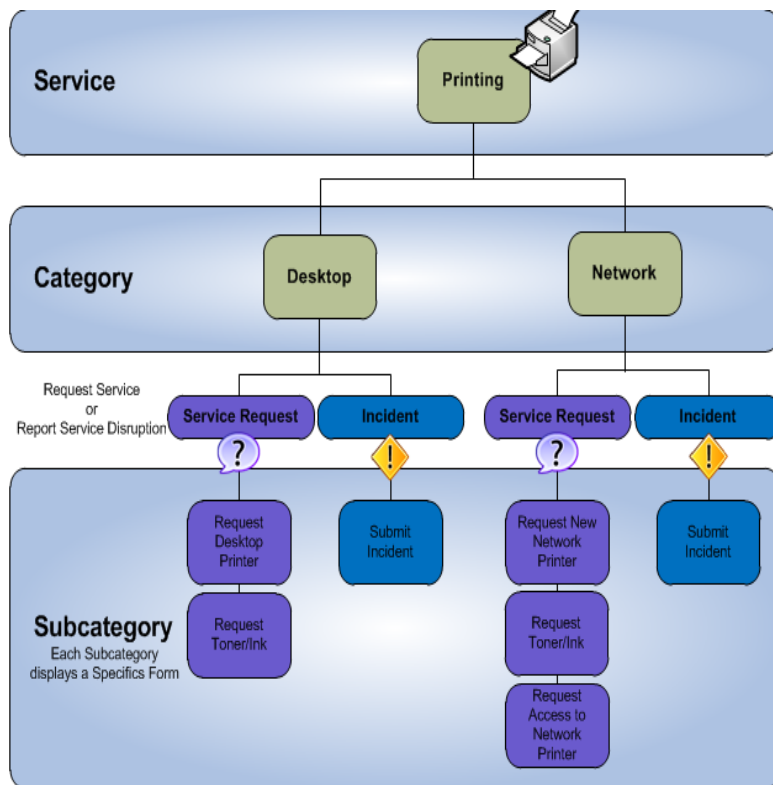 Service
Printing
Category
Desktop
Network
Request Service
or
Report Service Disruption
Service Request
Incident
Service Request
Incident
?
!
?
!
Request
Desktop
Printer
Submit
Incident
Request New
Network
Printer
Submit
Incident
Subcategory
Each Subcategory
displays a Specifics Form
Request
Toner/Ink
Request
Toner/Ink
Request
Access to
Network
Printer